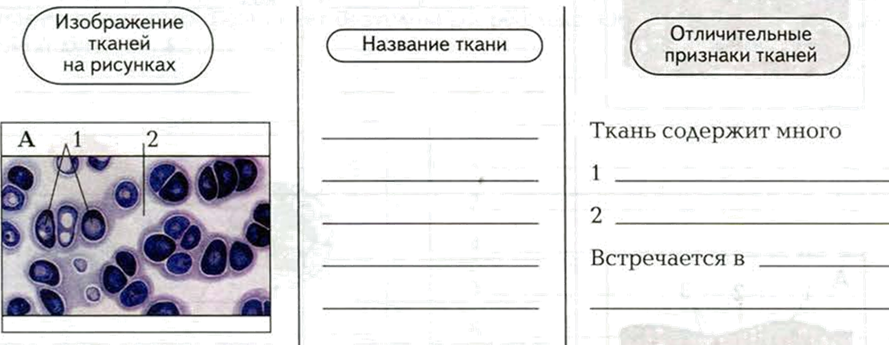 Изображение
тканей
на рисунках
Название ткани
Отличительные
признаки тканей
А 1 2
Ткань содержит много
1
2
Встречается в